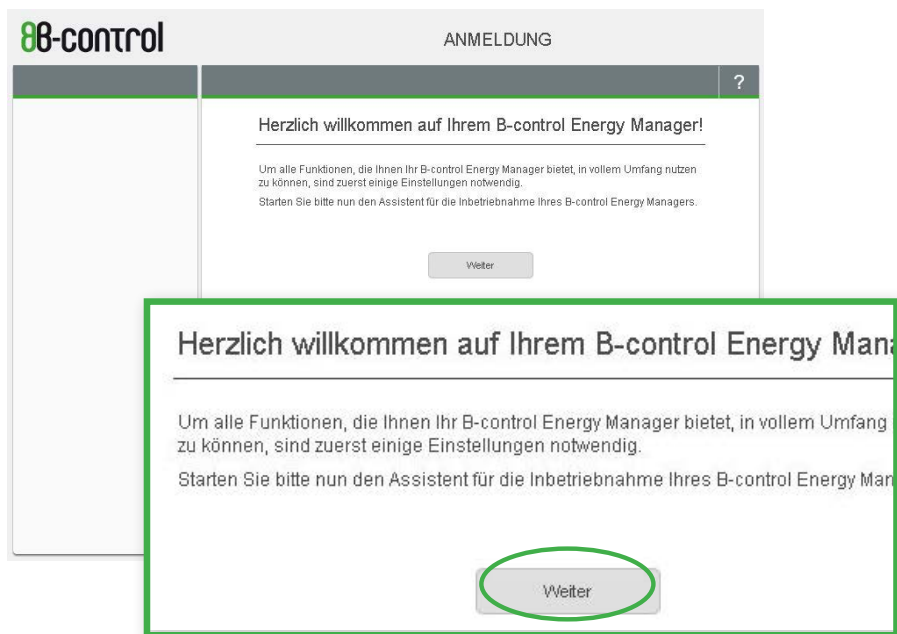 B-control
ANMELDUNG
?
Herzlich willkommen auf Ihrem B-control Energy Manager!
Um alle Funktionen, die Ihnen Ihr B-control Energy Manager bietet, in vollem Umfang nutzen
zu können, sind zuerst einige Einstellungen notwendig.
Starten Sie bitte nun den Assistent für die Inbetriebnahme Ihres B-control Energy Managers.
Weiter
Herzlich willkommen auf Ihrem B-control Energy Mana
Um alle Funktionen, die Ihnen Ihr B-control Energy Manager bietet, in vollem Umfang
zu können, sind zuerst einige Einstellungen notwendig.
Starten Sie bitte nun den Assistent für die Inbetriebnahme Ihres B-control Energy Man
Weiter